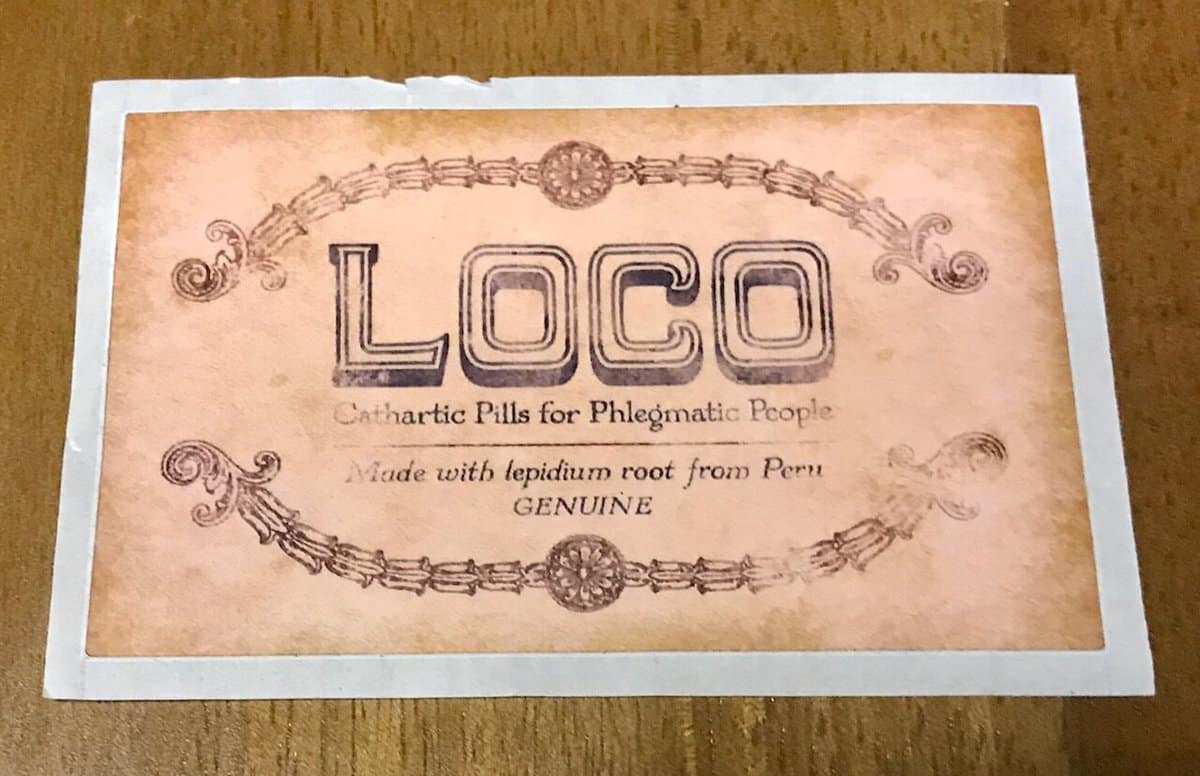 LOCO
Cathartic Pills for Phlegmatic People
Made with lepidium root from Peru
GENUINE